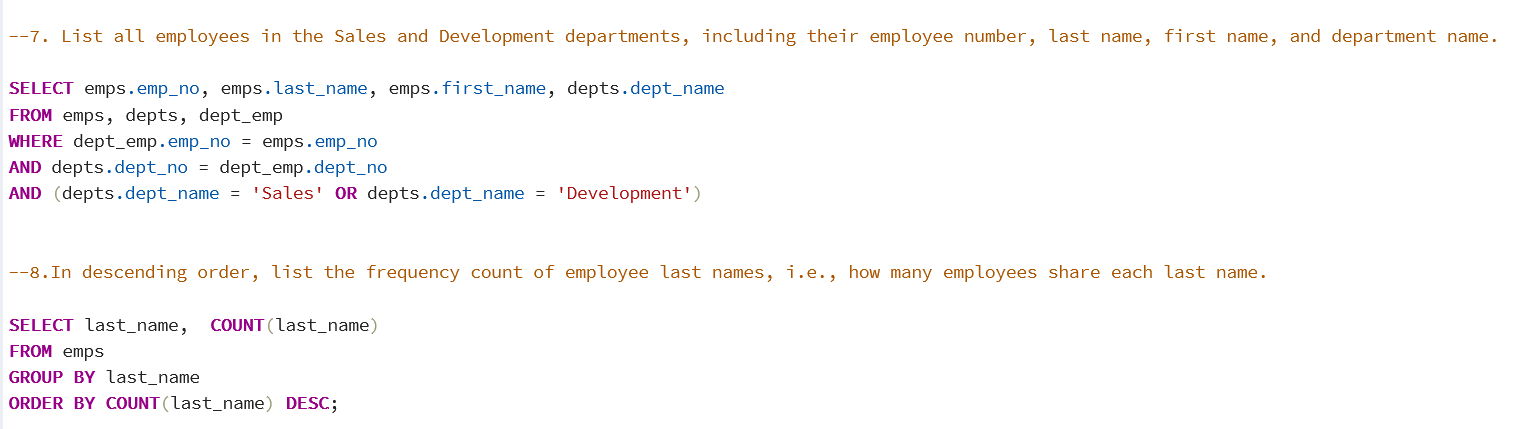 --7. List all employees in the Sales and Development departments, including their employee number, last name, first name, and department name.
SELECT emps.emp_no, emps.last_name, emps.first_name, depts.dept_name
FROM emps, depts, dept_emp
WHERE dept_emp.emp_no = emps.emp_no
AND depts.dept_no = dept_emp.dept_no
AND (depts.dept_name = 'Sales' OR depts.dept_name = 'Development')
--8.In descending order, list the frequency count of employee last names, i.e., how many employees share each last name.
SELECT last_name,  COUNT(last_name)
FROM emps
GROUP BY last_name
ORDER BY COUNT(last_name) DESC;